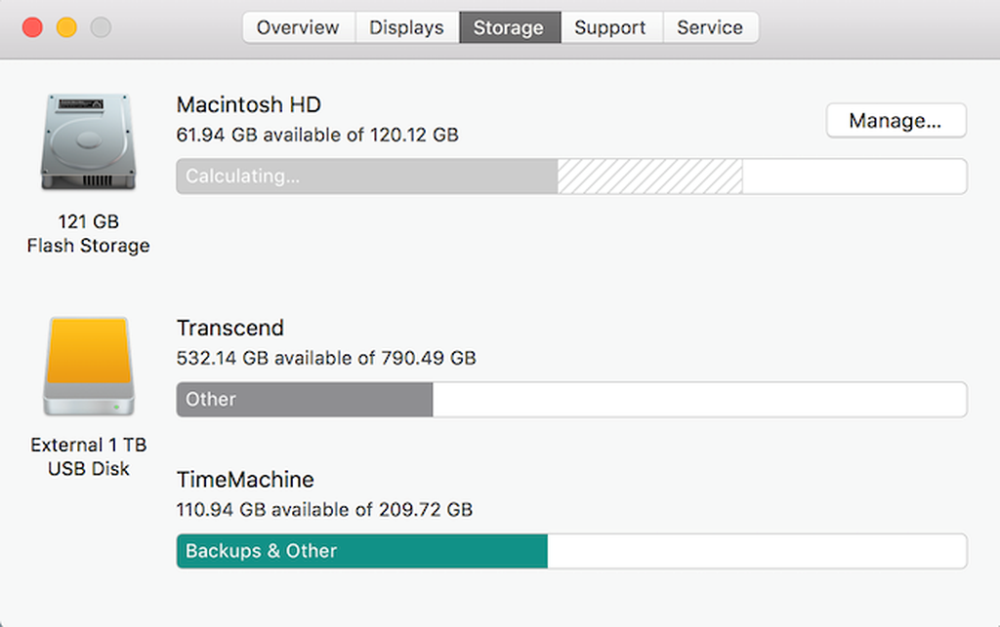 Overview Displays Storage Support Service
Macintosh HD
61.94 GB available of 120.12 GB
Manage...
Calculating...
121 GB
Flash Storage
Transcend
532.14 GB available of 790.49 GB
Other
External 1 TB
USB Disk
TimeMachine
110.94 GB available of 209.72 GB
Backups & Other